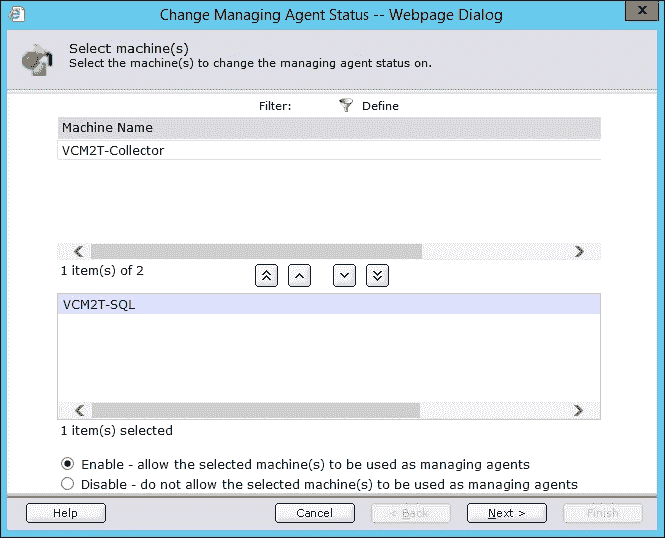 Change Managing Agent Status -- Webpage Dialog
X
Select machine(s)
Select the machine(s) to change the managing agent status on.
Filter: Define
Machine Name
VCM2T-Collector
1 item(s) of 2
VCM2T-SQL
1 item(s) selected
Enable - allow the selected machine(s) to be used as managing agents
Disable - do not allow the selected machine(s) to be used as managing agents
Help Cancel < Back Next > Finish